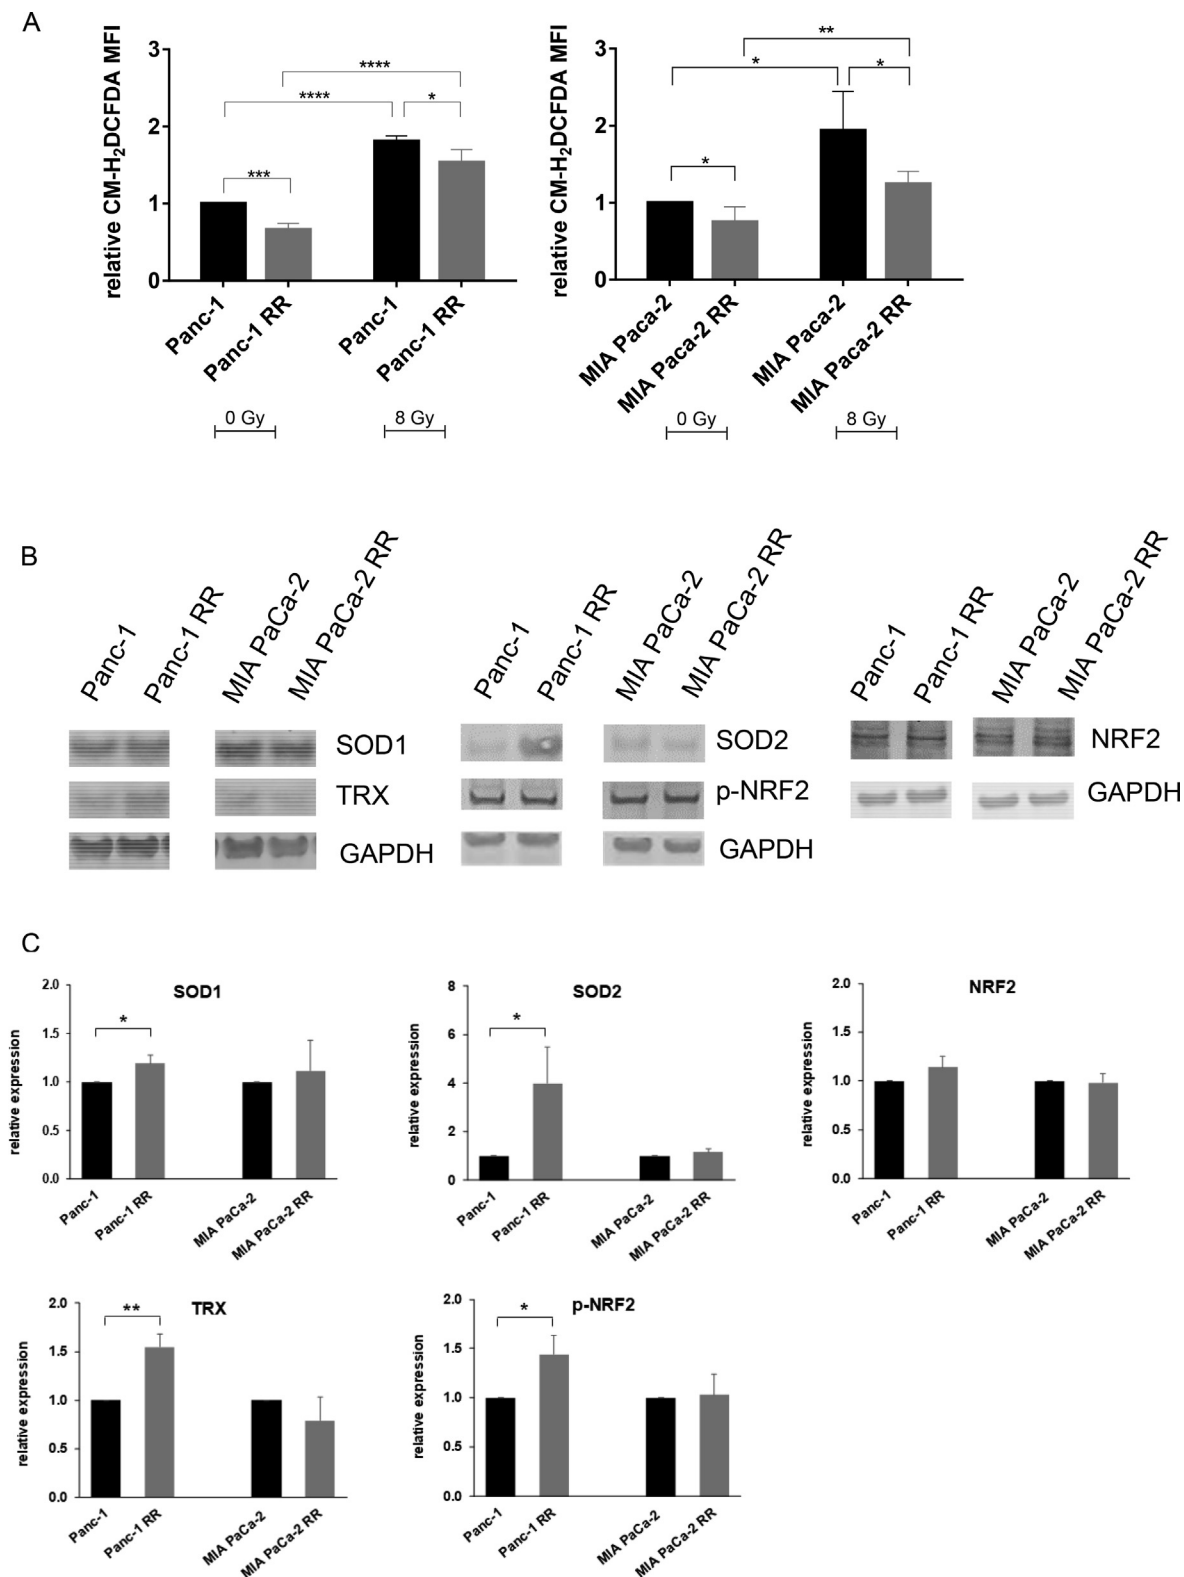 A
relative CM-H₂DCFDA MFI
3
2
1
0
***
****
****
*
Panc-1
Panc-1 RR
Panc-1
Panc-1 RR
0 Gy
8 Gy
relative CM-H₂DCFDA MFI
3
2
1
0
*
*
**
*
MIA Paca-2
MIA Paca-2 RR
MIA Paca-2
MIA Paca-2 RR
0 Gy
8 Gy
B
Panc-1
Panc-1 RR
MIA PaCa-2
MIA PaCa-2 RR
SOD1
TRX
GAPDH
Panc-1
Panc-1 RR
MIA PaCa-2
MIA PaCa-2 RR
SOD2
p-NRF2
GAPDH
Panc-1
Panc-1 RR
MIA PaCa-2
MIA PaCa-2 RR
NRF2
GAPDH
C
SOD1
relative expression
2.0
1.5
1.0
0.5
0.0
*
Panc-1
Panc-1 RR
MIA PaCa-2
MIA PaCa-2 RR
SOD2
relative expression
8
6
4
2
0
*
Panc-1
Panc-1 RR
MIA PaCa-2
MIA PaCa-2 RR
NRF2
relative expression
2.0
1.5
1.0
0.5
0.0
Panc-1
Panc-1 RR
MIA PaCa-2
MIA PaCa-2 RR
TRX
relative expression
2.0
1.5
1.0
0.5
0.0
**
Panc-1
Panc-1 RR
MIA PaCa-2
MIA PaCa-2 RR
p-NRF2
relative expression
2.0
1.5
1.0
0.5
0.0
*
Panc-1
Panc-1 RR
MIA PaCa-2
MIA PaCa-2 RR